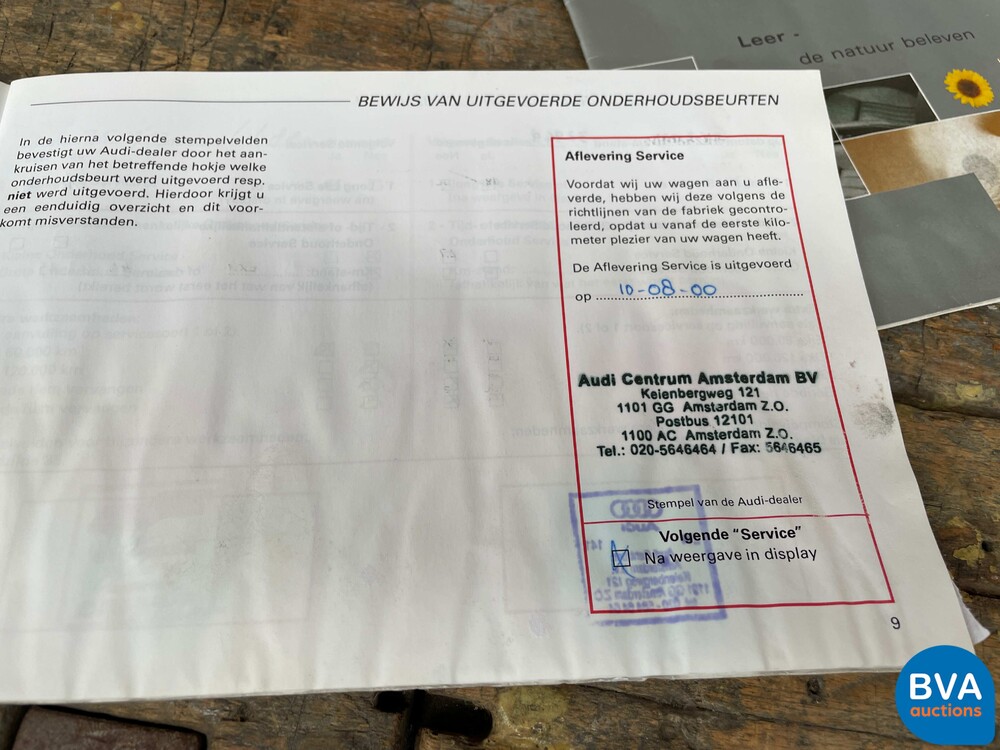 Leer -
de natuur beleven
BEWIJS VAN UITGEVOERDE ONDERHOUDSBEURTEN
In de hierna volgende stempelvelden
bevestigt uw Audi-dealer door het aan-
kruisen van het betreffende hokje welke
onderhoudsbeurt werd uitgevoerd resp.
niet werd uitgevoerd. Hierdoor krijgt u
een eenduidig overzicht en dit voor-
komt misverstanden.
Aflevering Service
Voordat wij uw wagen aan u afle-
verde, hebben wij deze volgens de
richtlijnen van de fabriek gecontro-
leerd, opdat u vanaf de eerste kilo-
meter plezier van uw wagen heeft.
De Aflevering Service is uitgevoerd
op 10-08-00
Audi Centrum Amsterdam BV
Keienbergweg 121
1101 GG Amsterdam Z.O.
Postbus 12101
1100 AC Amsterdam Z.O.
Tel.: 020-5646464 / Fax: 5646465
Stempel van de Audi-dealer
Volgende "Service"
Na weergave in display
9
BVA
auctions